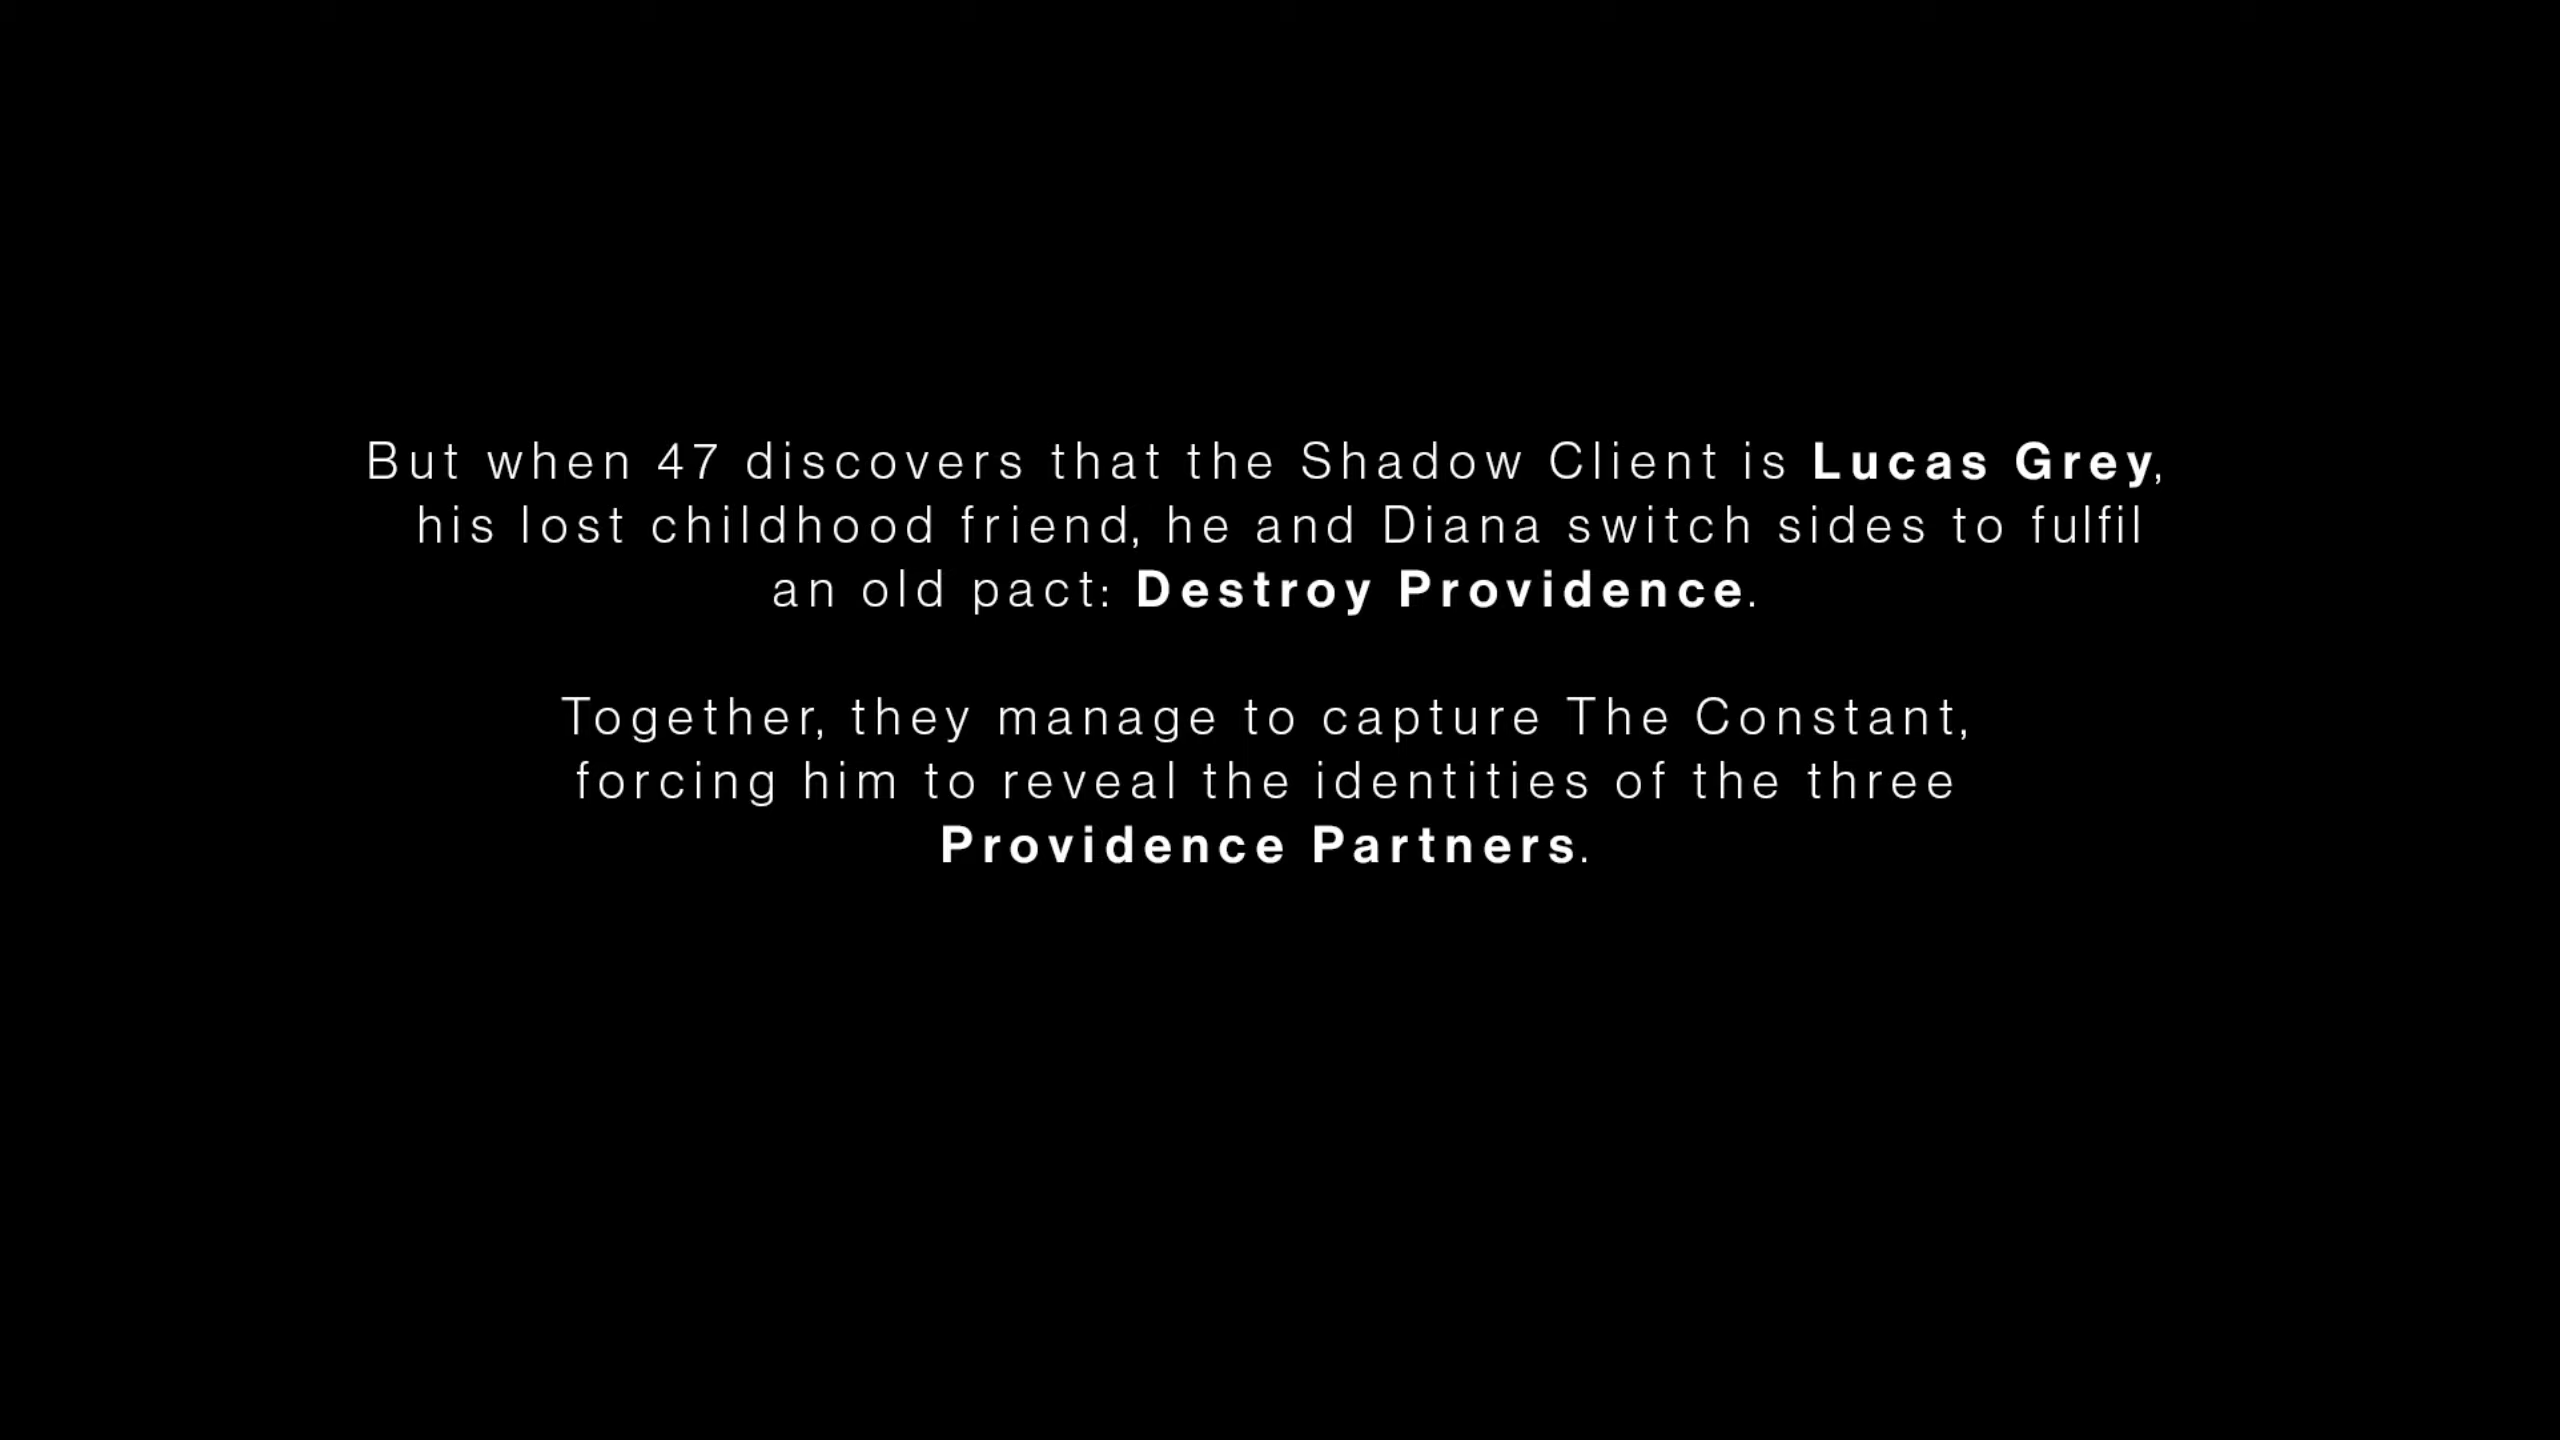 But when 47 discovers that the Shadow Client is Lucas Grey,
his lost childhood friend, he and Diana switch sides to fulfil
an old pact: Destroy Providence.
Together, they manage to capture The Constant,
forcing him to reveal the identities of the three
Providence Partners.